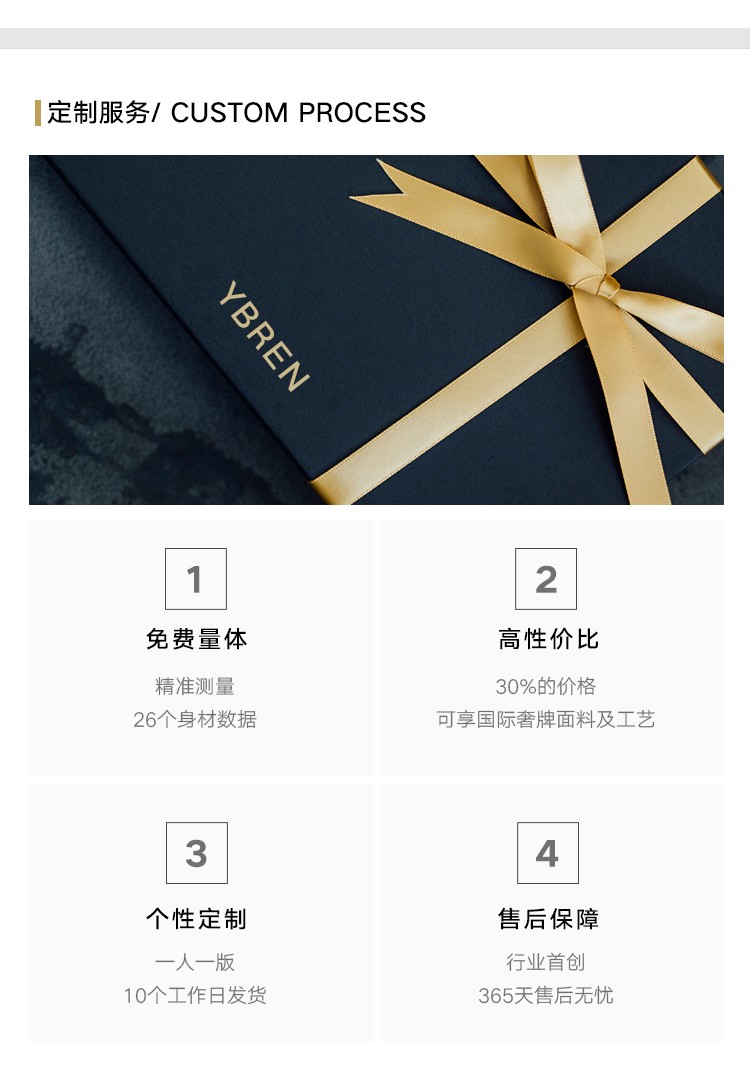 定制服务/ CUSTOM PROCESS
YBREN
1
免费量体
精准测量
26个身材数据
2
高性价比
30%的价格
可享国际奢牌面料及工艺
3
个性定制
一人一版
10个工作日发货
4
售后保障
行业首创
365天售后无忧